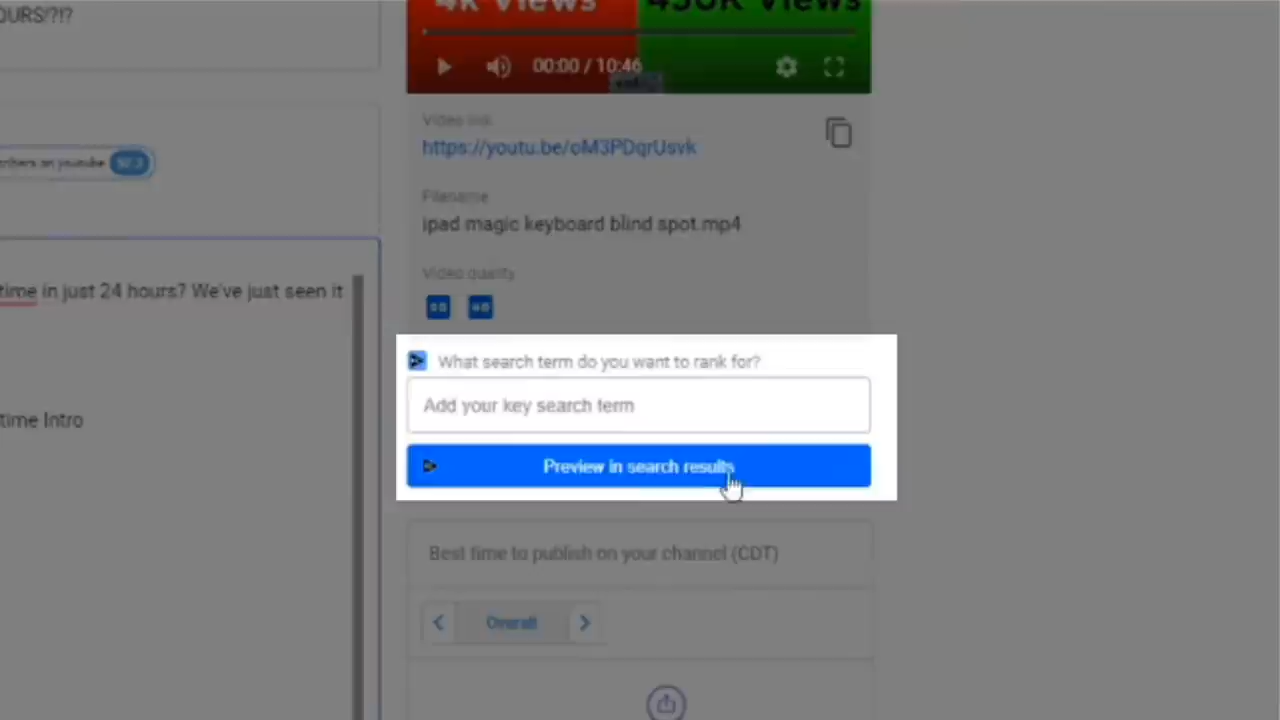 OURS!?!?
4K Views
450K Views
00:00 / 10:46
on youtube
Video link
https://youtu.be/oM3PDqrUsvk
Filename
ipad magic keyboard blind spot.mp4
Video quality
time in just 24 hours? We've just seen it
What search term do you want to rank for?
Add your key search term
time Intro
Preview in search results
Best time to publish on your channel (CDT)
Overall